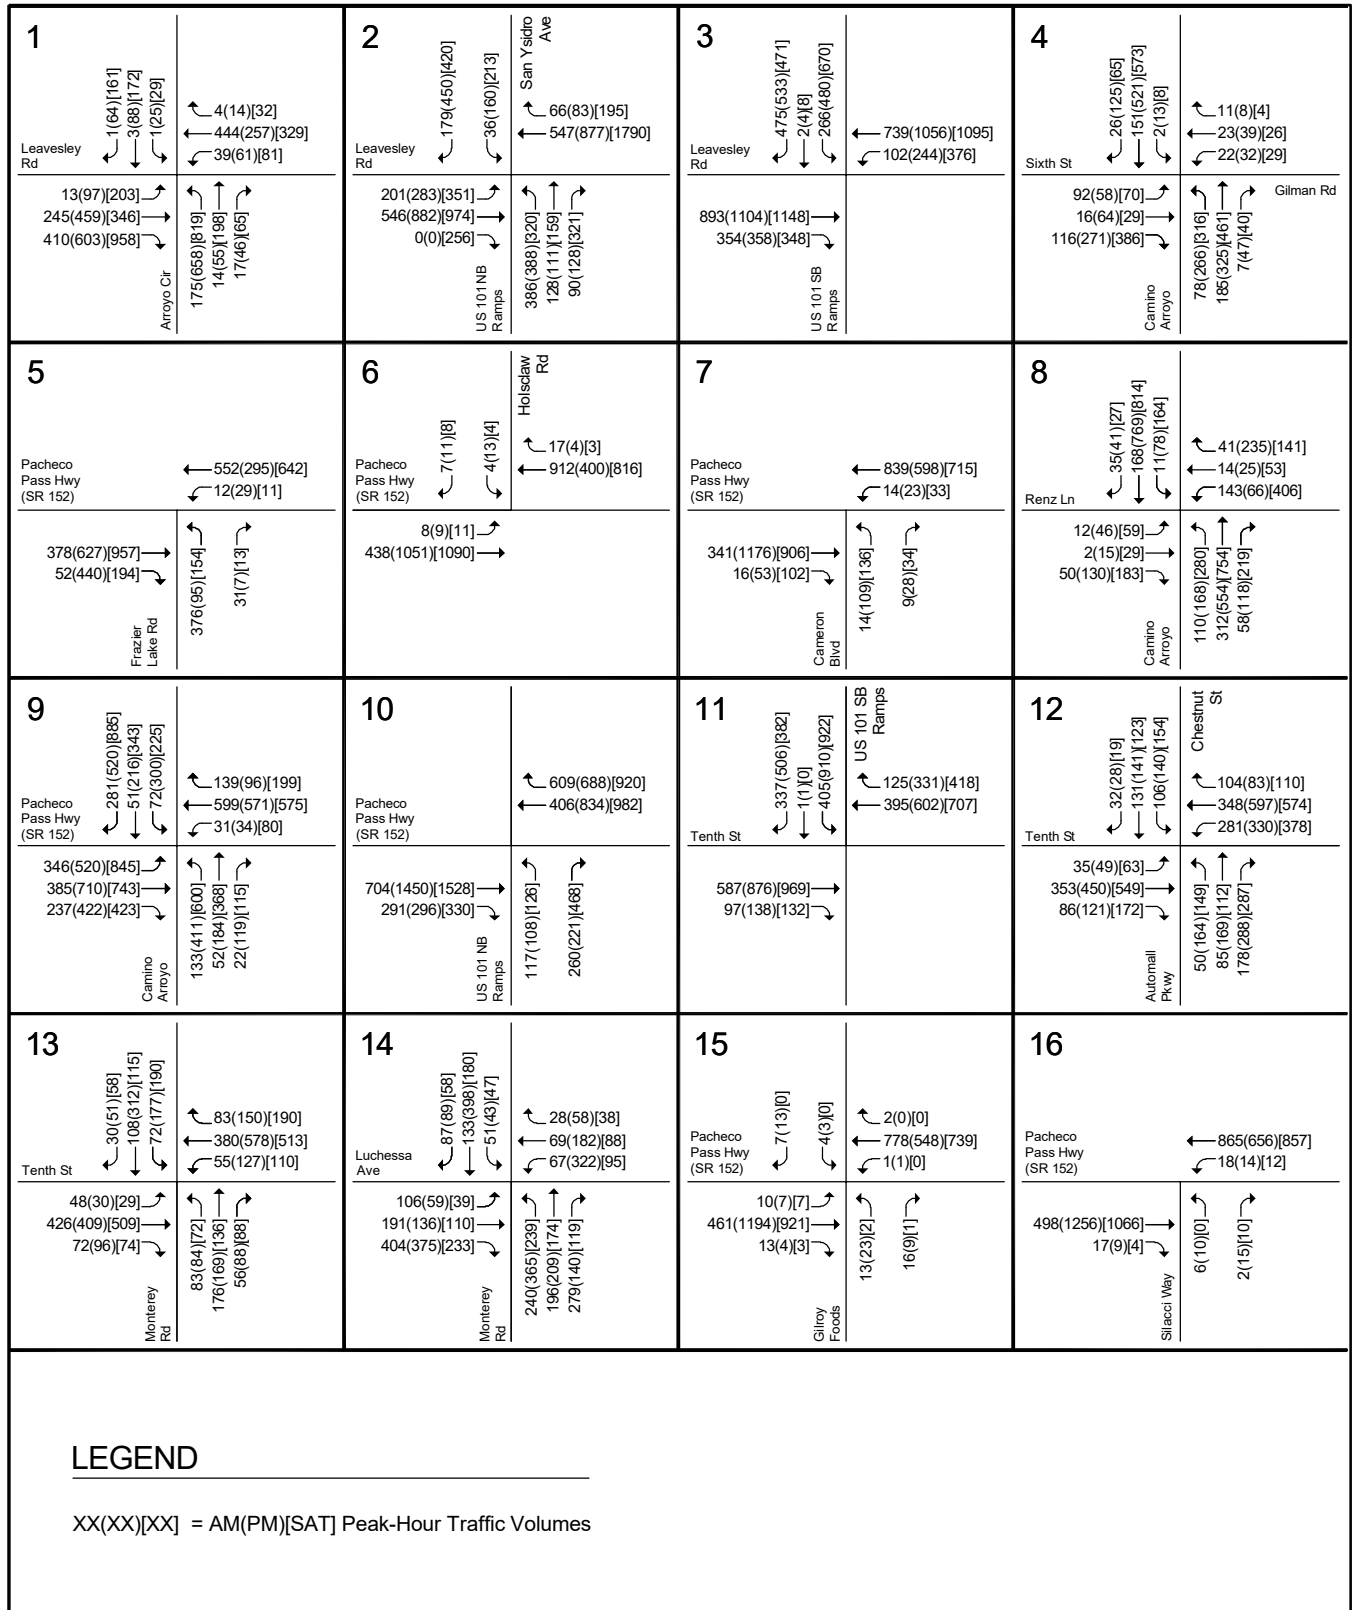 1
1(64)[161]
3(88)[172]
1(25)[29]
4(14)[32]
444(257)[329]
39(61)[81]
Leavesley
Rd
13(97)[203]
245(459)[346]
410(603)[958]
Arroyo Cir
175(658)[819]
14(55)[198]
17(46)[65]
2
179(450)[420]
36(160)[213]
San Ysidro
Ave
66(83)[195]
547(877)[1790]
Leavesley
Rd
201(283)[351]
546(882)[974]
0(0)[256]
US 101 NB
Ramps
386(388)[320]
128(111)[159]
90(128)[321]
3
475(533)[471]
2(4)[8]
266(480)[670]
739(1056)[1095]
102(244)[376]
Leavesley
Rd
893(1104)[1148]
354(358)[348]
US 101 SB
Ramps
4
26(125)[65]
151(521)[573]
2(13)[8]
11(8)[4]
23(39)[26]
22(32)[29]
Sixth St
Gilman Rd
92(58)[70]
16(64)[29]
116(271)[386]
Camino
Arroyo
78(266)[316]
185(325)[461]
7(47)[40]
5
Pacheco
Pass Hwy
(SR 152)
552(295)[642]
12(29)[11]
378(627)[957]
52(440)[194]
Frazier
Lake Rd
376(95)[154]
31(7)[13]
6
7(11)[8]
4(13)[4]
Holsclaw
Rd
17(4)[3]
912(400)[816]
Pacheco
Pass Hwy
(SR 152)
8(9)[11]
438(1051)[1090]
7
Pacheco
Pass Hwy
(SR 152)
839(598)[715]
14(23)[33]
341(1176)[906]
16(53)[102]
Cameron
Blvd
14(109)[136]
9(28)[34]
8
35(41)[27]
168(769)[814]
11(78)[164]
41(235)[141]
14(25)[53]
143(66)[406]
Renz Ln
12(46)[59]
2(15)[29]
50(130)[183]
Camino
Arroyo
110(168)[280]
312(554)[754]
58(118)[219]
9
281(520)[885]
51(216)[343]
72(300)[225]
139(96)[199]
599(571)[575]
31(34)[80]
Pacheco
Pass Hwy
(SR 152)
346(520)[845]
385(710)[743]
237(422)[423]
Camino
Arroyo
133(411)[600]
52(184)[368]
22(119)[115]
10
609(688)[920]
406(834)[982]
Pacheco
Pass Hwy
(SR 152)
704(1450)[1528]
291(296)[330]
US 101 NB
Ramps
117(108)[126]
260(221)[468]
11
337(506)[382]
1(1)[0]
405(910)[922]
US 101 SB
Ramps
125(331)[418]
395(602)[707]
Tenth St
587(876)[969]
97(138)[132]
12
32(28)[19]
131(141)[123]
106(140)[154]
Chestnut
St
104(83)[110]
348(597)[574]
281(330)[378]
Tenth St
35(49)[63]
353(450)[549]
86(121)[172]
Automall
Pkwy
50(164)[149]
85(169)[112]
178(288)[287]
13
30(51)[58]
108(312)[115]
72(177)[190]
83(150)[190]
380(578)[513]
55(127)[110]
Tenth St
48(30)[29]
426(409)[509]
72(96)[74]
Monterey
Rd
83(84)[72]
176(169)[136]
56(88)[88]
14
87(89)[58]
133(398)[180]
51(43)[47]
28(58)[38]
69(182)[88]
67(322)[95]
Luchessa
Ave
106(59)[39]
191(136)[110]
404(375)[233]
Monterey
Rd
240(365)[239]
196(209)[174]
279(140)[119]
15
7(13)[0]
4(3)[0]
2(0)[0]
778(548)[739]
1(1)[0]
Pacheco
Pass Hwy
(SR 152)
10(7)[7]
461(1194)[921]
13(4)[3]
Gilroy
Foods
13(23)[2]
16(9)[1]
16
Pacheco
Pass Hwy
(SR 152)
865(656)[857]
18(14)[12]
498(1256)[1066]
17(9)[4]
Silacci Way
6(10)[0]
2(15)[10]
LEGEND
XX(XX)[XX] = AM(PM)[SAT] Peak-Hour Traffic Volumes